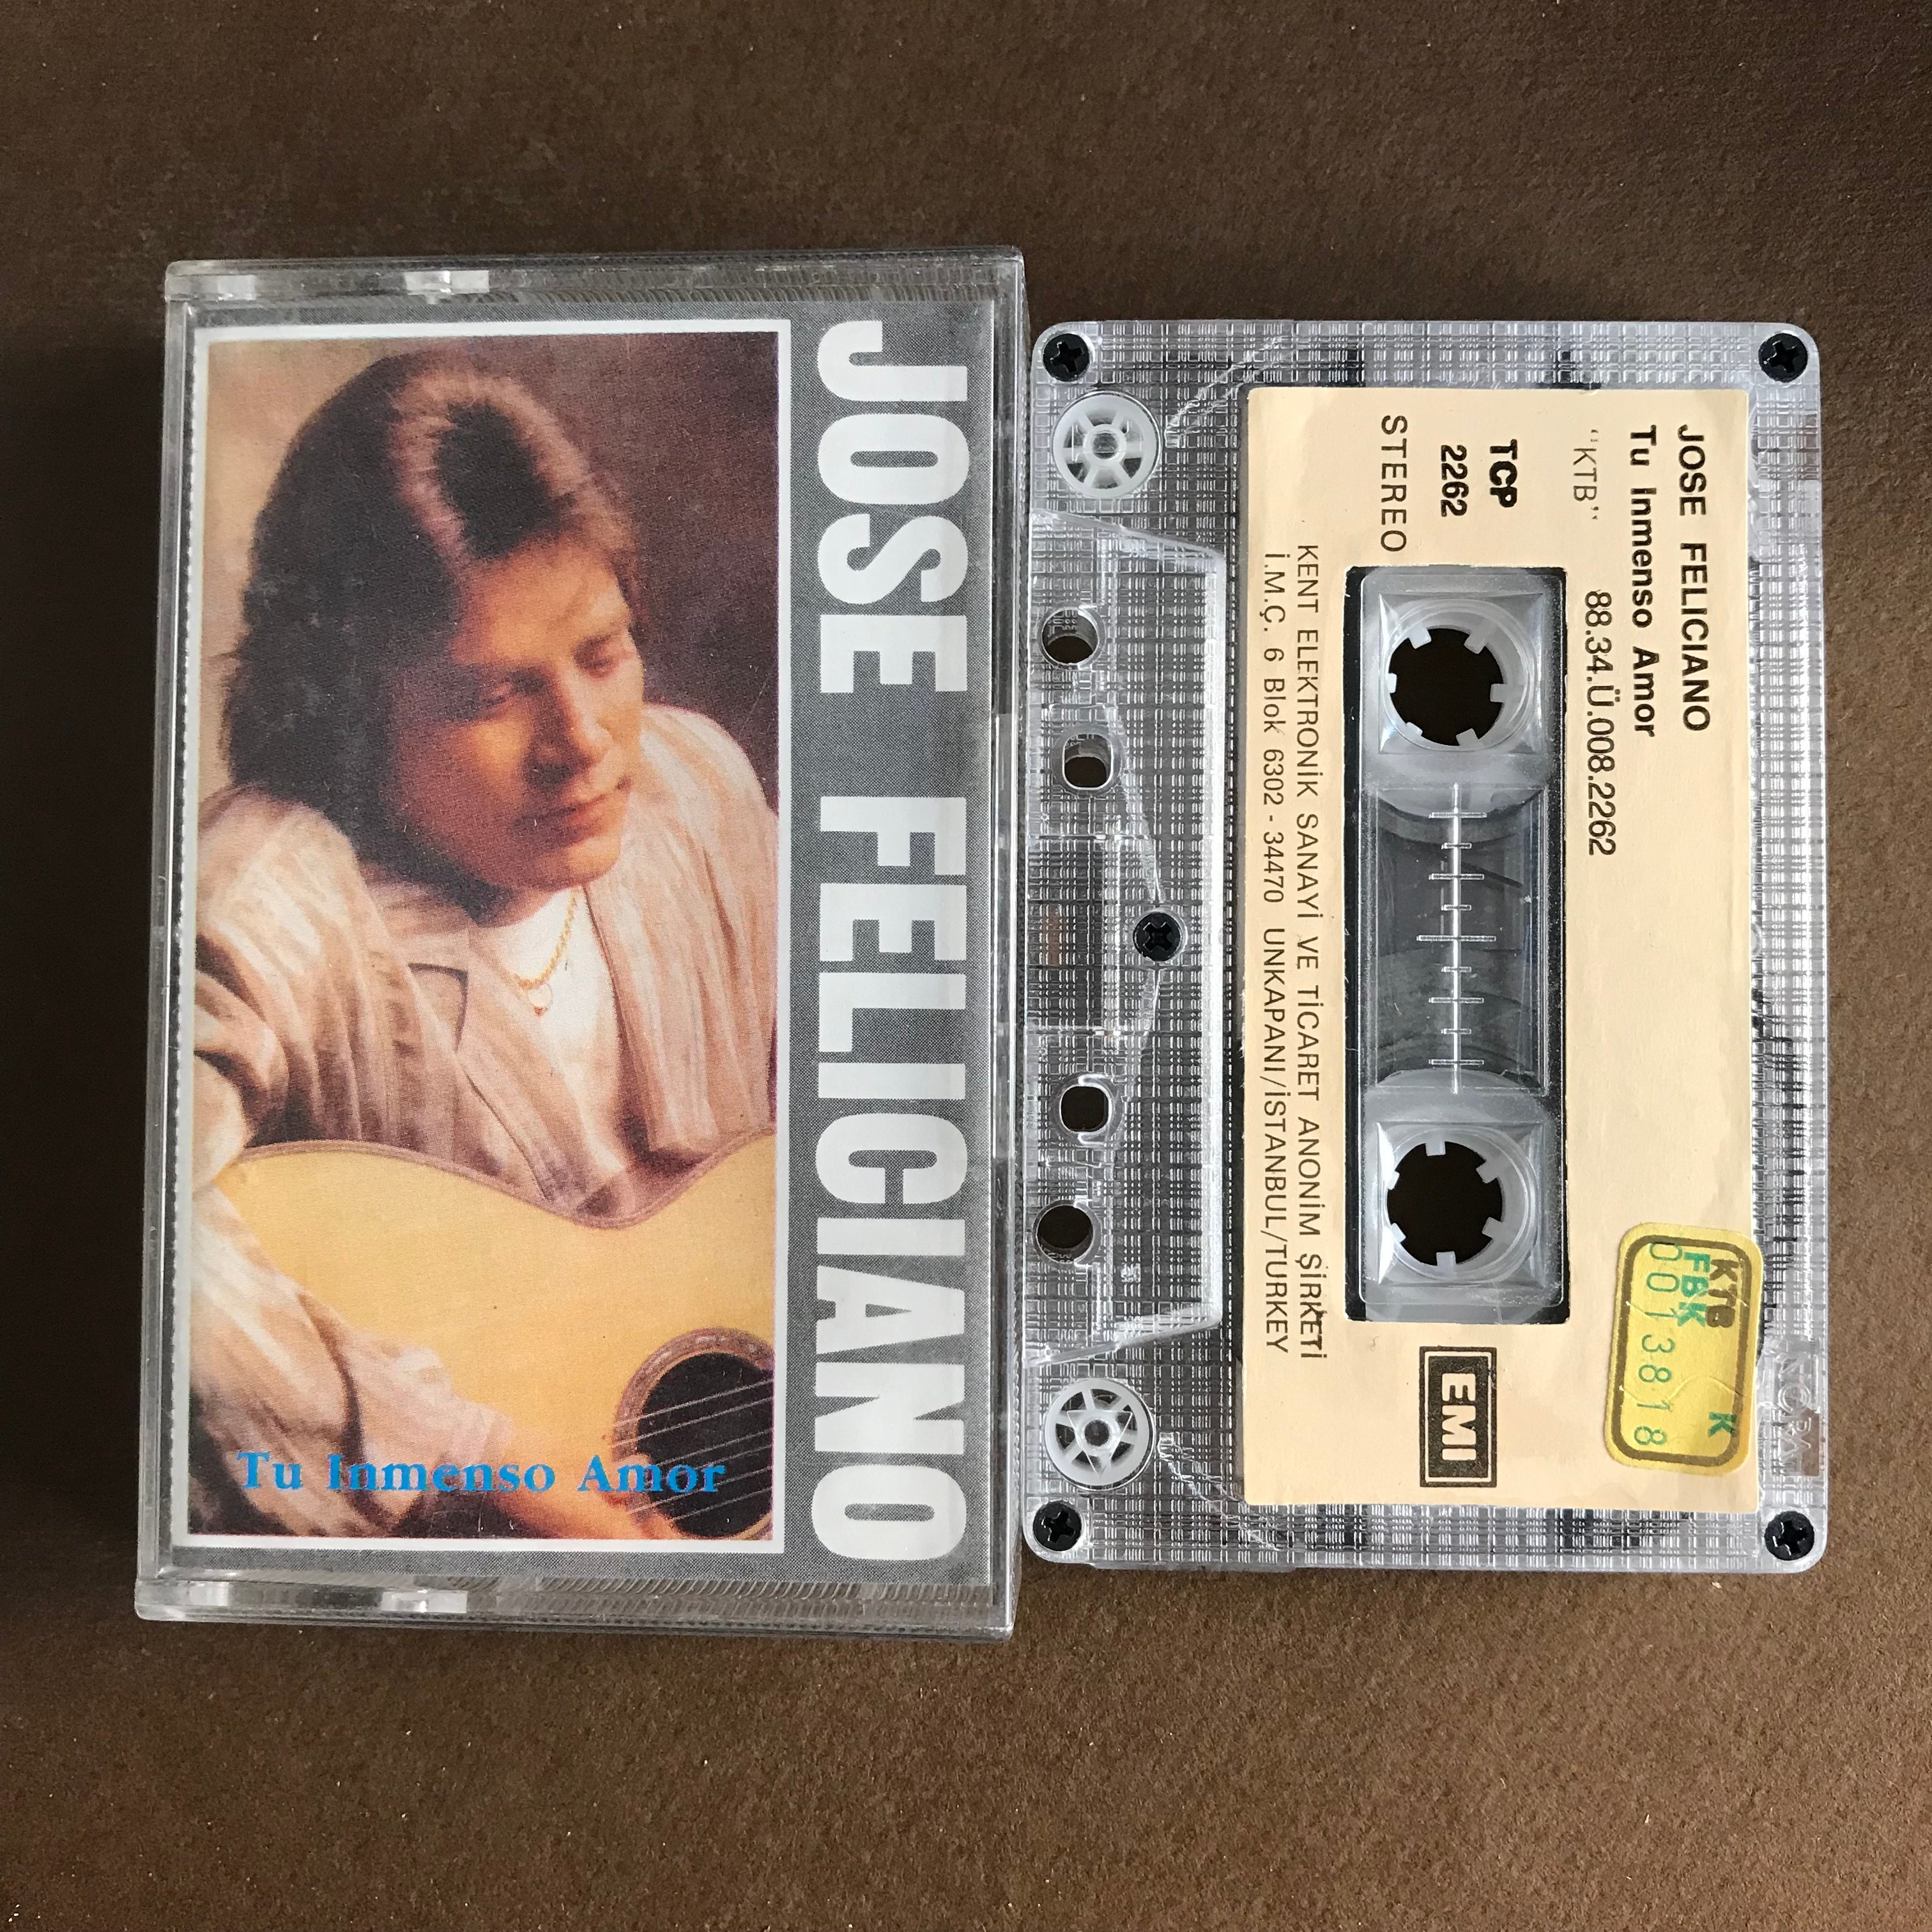 JOSE FELICIANO
Tu Inmenso Amor
JOSE FELICIANO
Tu Inmenso Amor
"KTB"
88.34.Ü.008.2262
TCP
2262
STEREO
KENT ELEKTRONİK SANAYİ VE TİCARET ANONİM ŞİRKETİ
İ.M.Ç. 6 Blok 6302 - 34470 UNKAPANI/İSTANBUL/TURKEY
EMI
KTB
FBK K
0013818